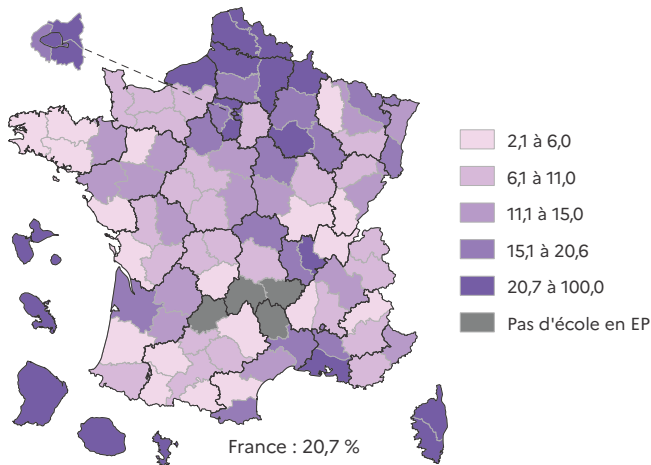 2,1 à 6,0
6,1 à 11,0
11,1 à 15,0
15,1 à 20,6
20,7 à 100,0
Pas d'école en EP
France : 20,7 %